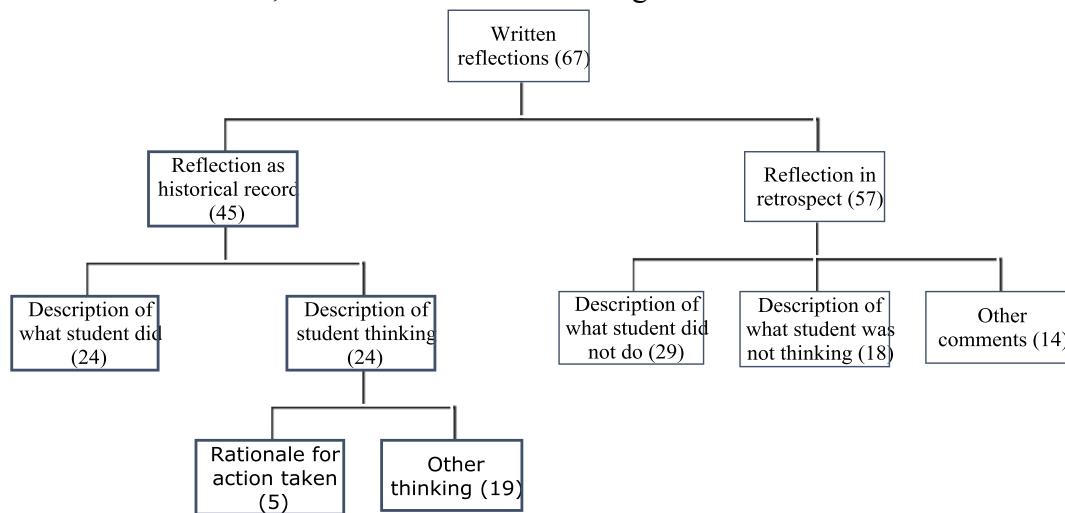 Written
reflections (67)
Reflection as
historical record
(45)
Reflection in
retrospect (57)
Description of
what student did
(24)
Description of
student thinking
(24)
Description of
what student did
not do (29)
Description of
what student was
not thinking (18)
Other
comments (14)
Rationale for
action taken
(5)
Other
thinking (19)